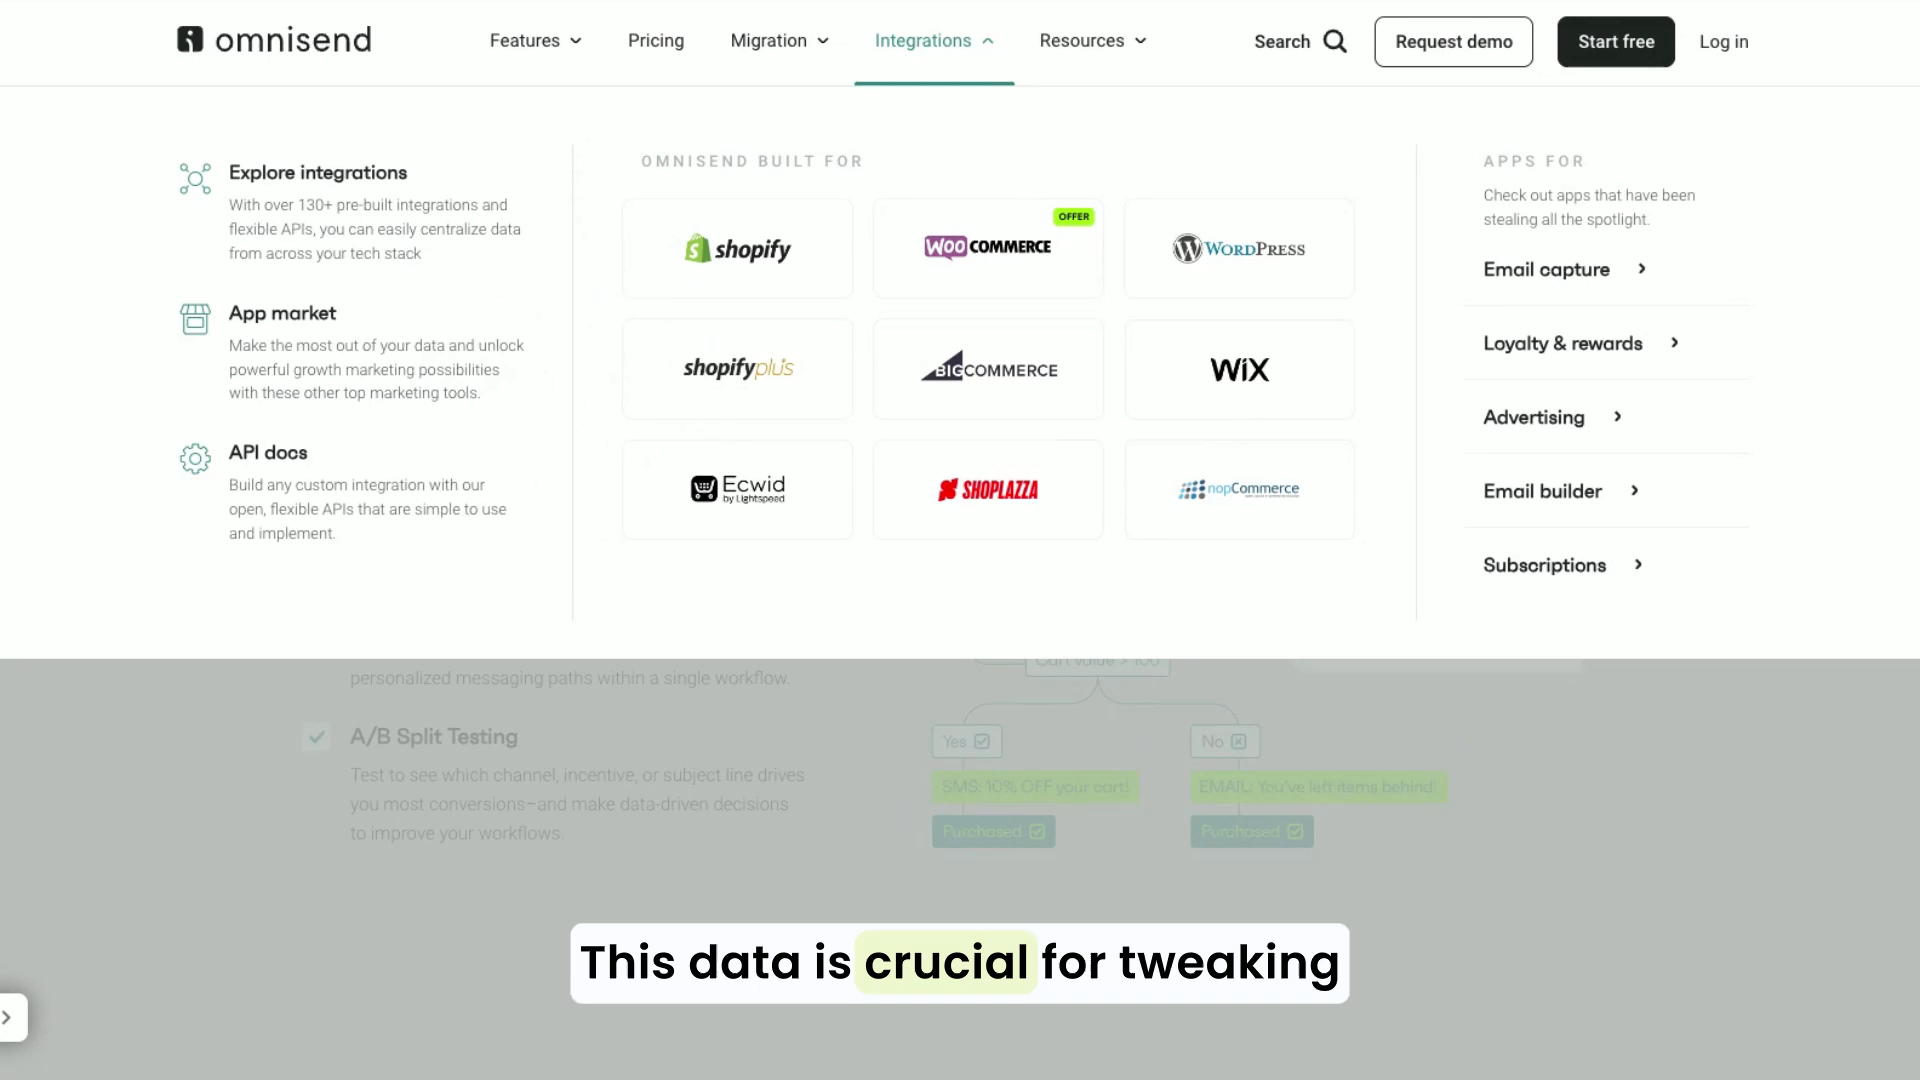 omnisend
Features
Pricing
Migration
Integrations
Resources
Search
Request demo
Start free
Log in
Explore integrations
With over 130+ pre-built integrations and
flexible APIs, you can easily centralize data
from across your tech stack
App market
Make the most out of your data and unlock
powerful growth marketing possibilities
with these other top marketing tools.
API docs
Build any custom integration with our
open, flexible APIs that are simple to use
and implement.
OMNISEND BUILT FOR
shopify
OFFER
WOOCOMMERCE
WORDPRESS
shopifyplus
BIGCOMMERCE
WiX
Ecwid
by Lightspeed
SHOPLAZZA
nopCommerce
APPS FOR
Check out apps that have been
stealing all the spotlight.
Email capture
Loyalty & rewards
Advertising
Email builder
Subscriptions
personalized messaging paths within a single workflow.
A/B Split Testing
Test to see which channel, incentive, or subject line drives
you most conversions–and make data-driven decisions
to improve your workflows.
Cart value > 100
Yes
No
SMS: 10% OFF your cart!
EMAIL: You've left items behind!
Purchased
Purchased
This data is crucial for tweaking